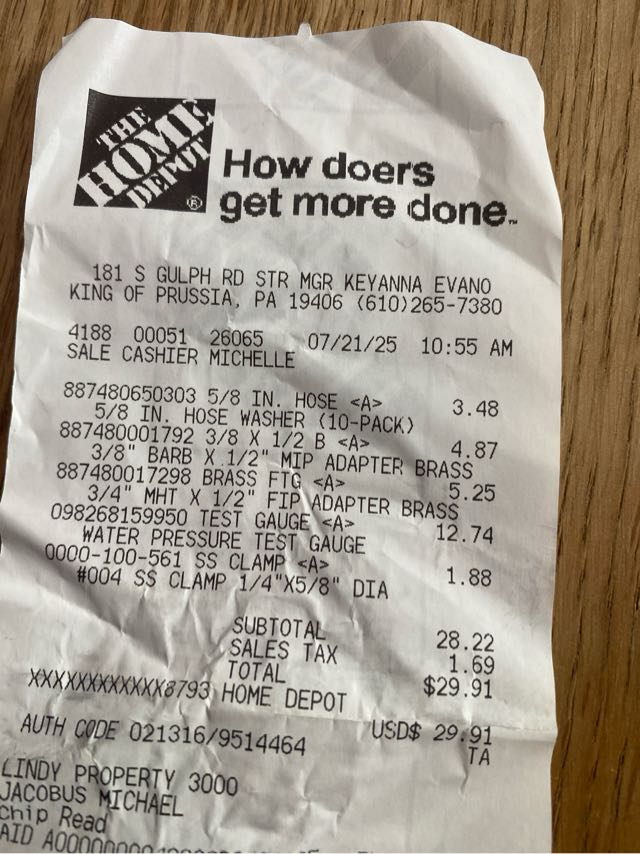 THE
HOME
DEPOT
®
How doers
get more done™
181 S GULPH RD STR MGR KEYANNA EVANO
KING OF PRUSSIA, PA 19406 (610)265-7380
4188 00051 26065 07/21/25 10:55 AM
SALE CASHIER MICHELLE
887480650303 5/8 IN. HOSE <A> 3.48
5/8 IN. HOSE WASHER (10-PACK)
887480001792 3/8 X 1/2 B <A> 4.87
3/8" BARB X 1/2" MIP ADAPTER BRASS
887480017298 BRASS FTG <A> 5.25
3/4" MHT X 1/2" FIP ADAPTER BRASS
098268159950 TEST GAUGE <A> 12.74
WATER PRESSURE TEST GAUGE
0000-100-561 SS CLAMP <A> 1.88
#004 SS CLAMP 1/4"X5/8" DIA
SUBTOTAL 28.22
SALES TAX 1.69
TOTAL $29.91
XXXXXXXXXXXX8793 HOME DEPOT
USD$ 29.91
AUTH CODE 021316/9514464 TA
LINDY PROPERTY 3000
JACOBUS MICHAEL
Chip Read
AID